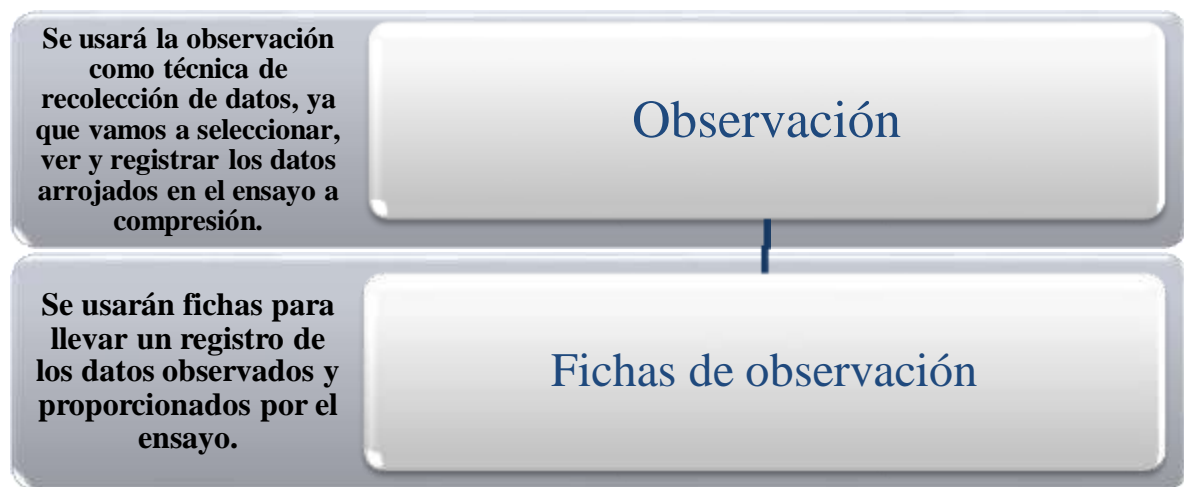 Se usará la observación
como técnica de
recolección de datos, ya
que vamos a seleccionar,
ver y registrar los datos
arrojados en el ensayo a
compresión.
Observación
Se usarán fichas para
llevar un registro de
los datos observados y
proporcionados por el
ensayo.
Fichas de observación